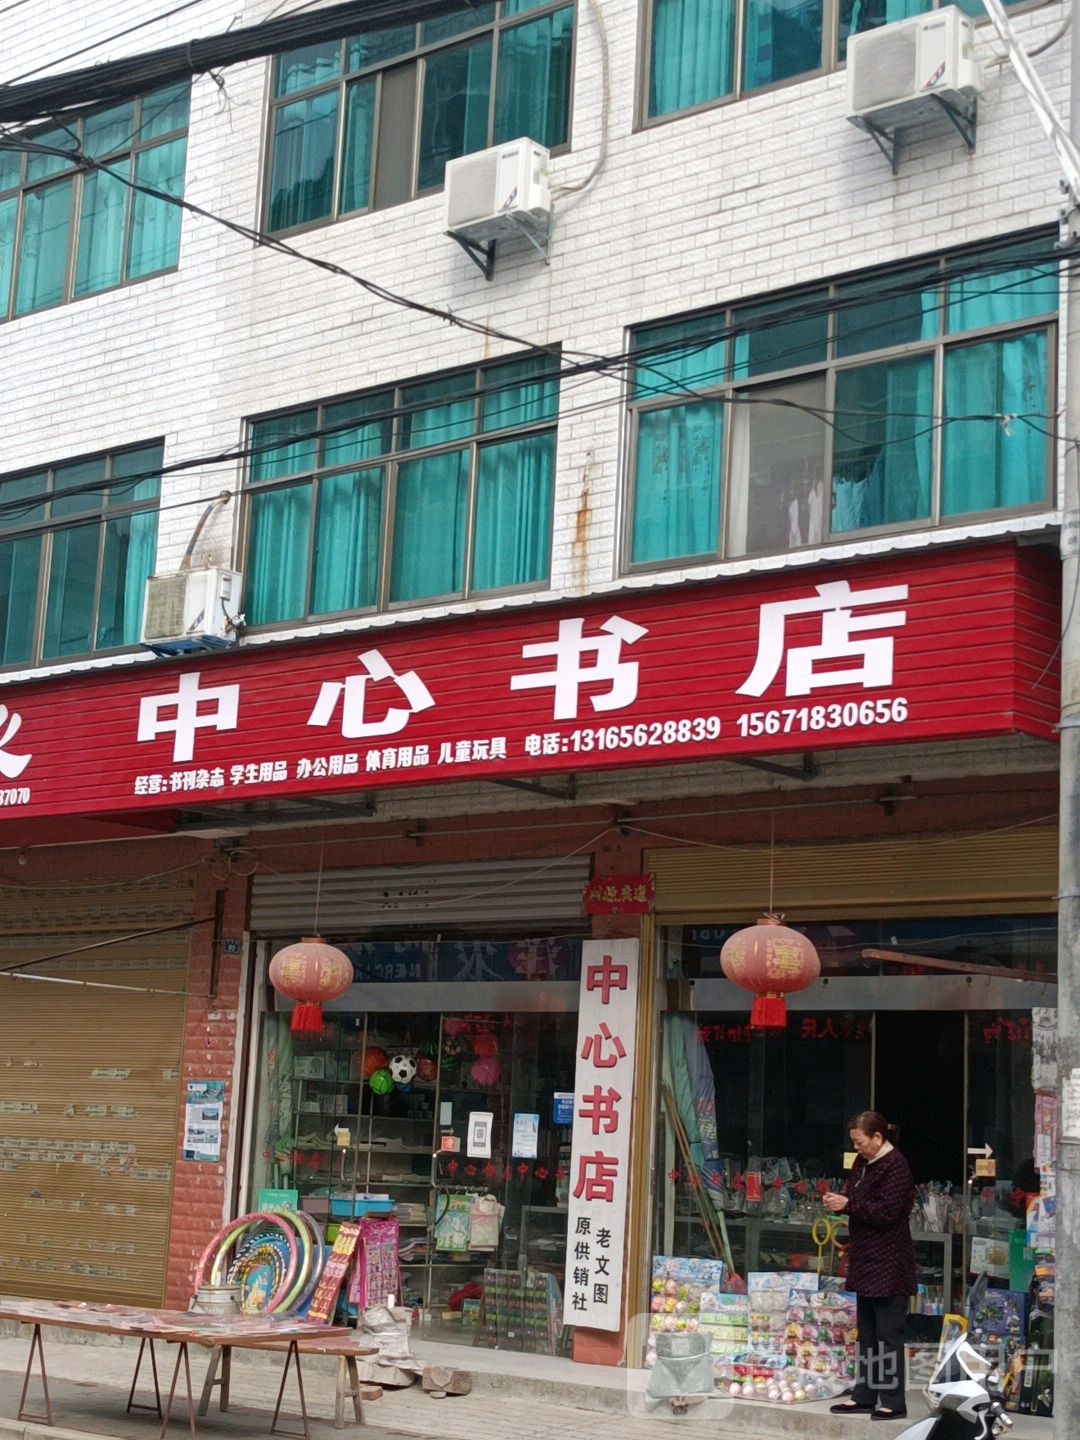 中心书店
经营:书刊杂志 学生用品 办公用品 体育用品 儿童玩具 电话:13165628839 15671830656
37070
中心书店
老文图
原供销社